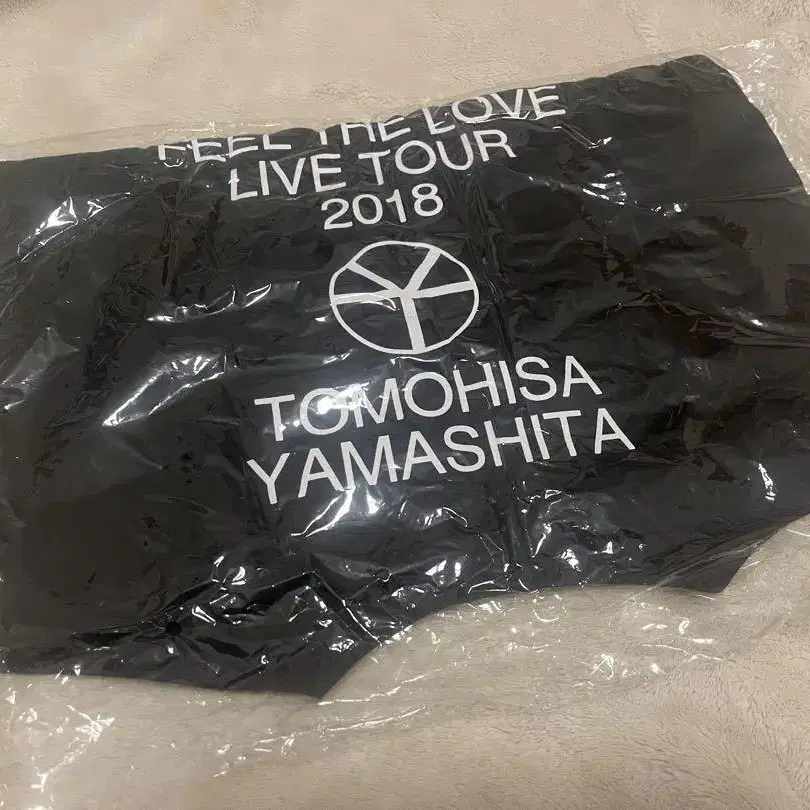 FEEL THE LOVE
LIVE TOUR
2018
TOMOHISA
YAMASHITA